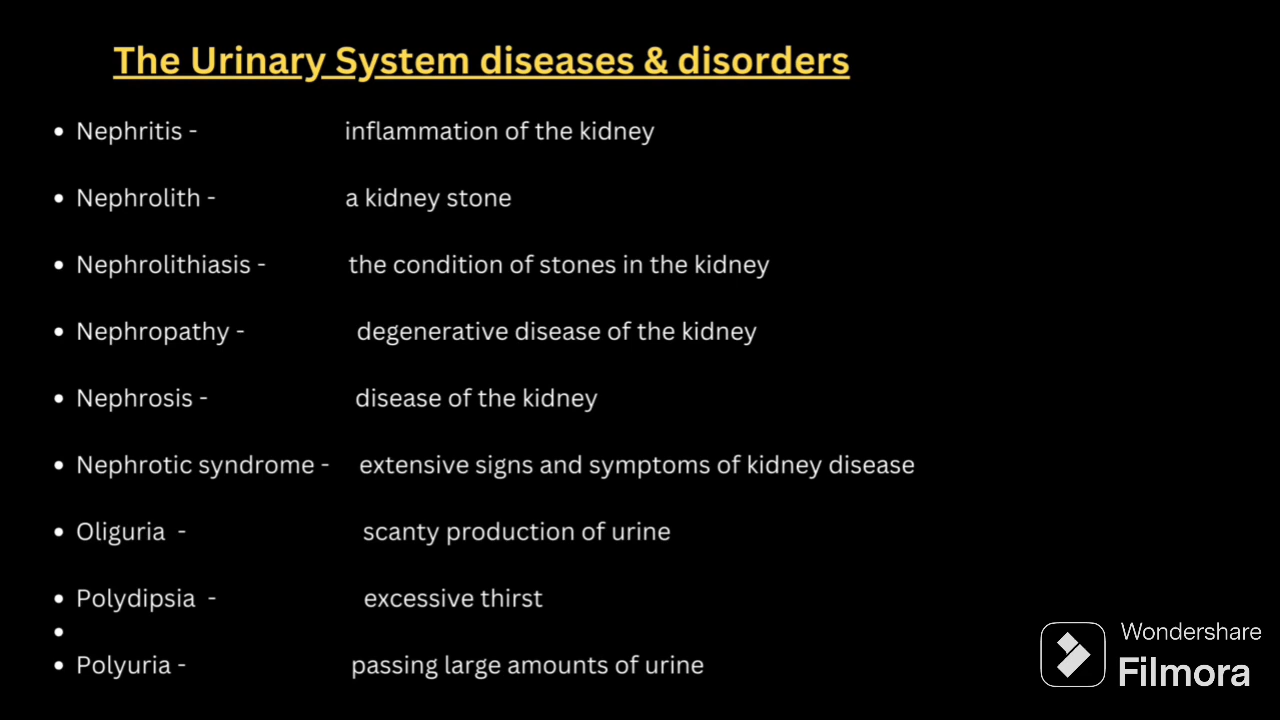 The Urinary System diseases & disorders
• Nephritis - inflammation of the kidney
• Nephrolith - a kidney stone
• Nephrolithiasis - the condition of stones in the kidney
• Nephropathy - degenerative disease of the kidney
• Nephrosis - disease of the kidney
• Nephrotic syndrome - extensive signs and symptoms of kidney disease
• Oliguria - scanty production of urine
• Polydipsia - excessive thirst
•
• Polyuria - passing large amounts of urine
Wondershare
Filmora